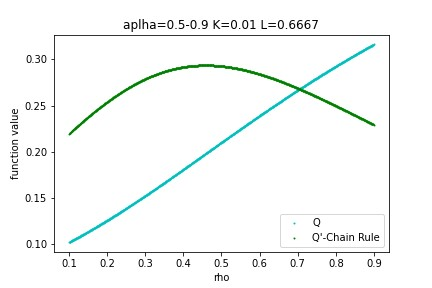 aplha=0.5-0.9 K=0.01 L=0.6667
function value
0.30
0.25
0.20
0.15
0.10
Q
Q'-Chain Rule
0.1 0.2 0.3 0.4 0.5 0.6 0.7 0.8 0.9
rho